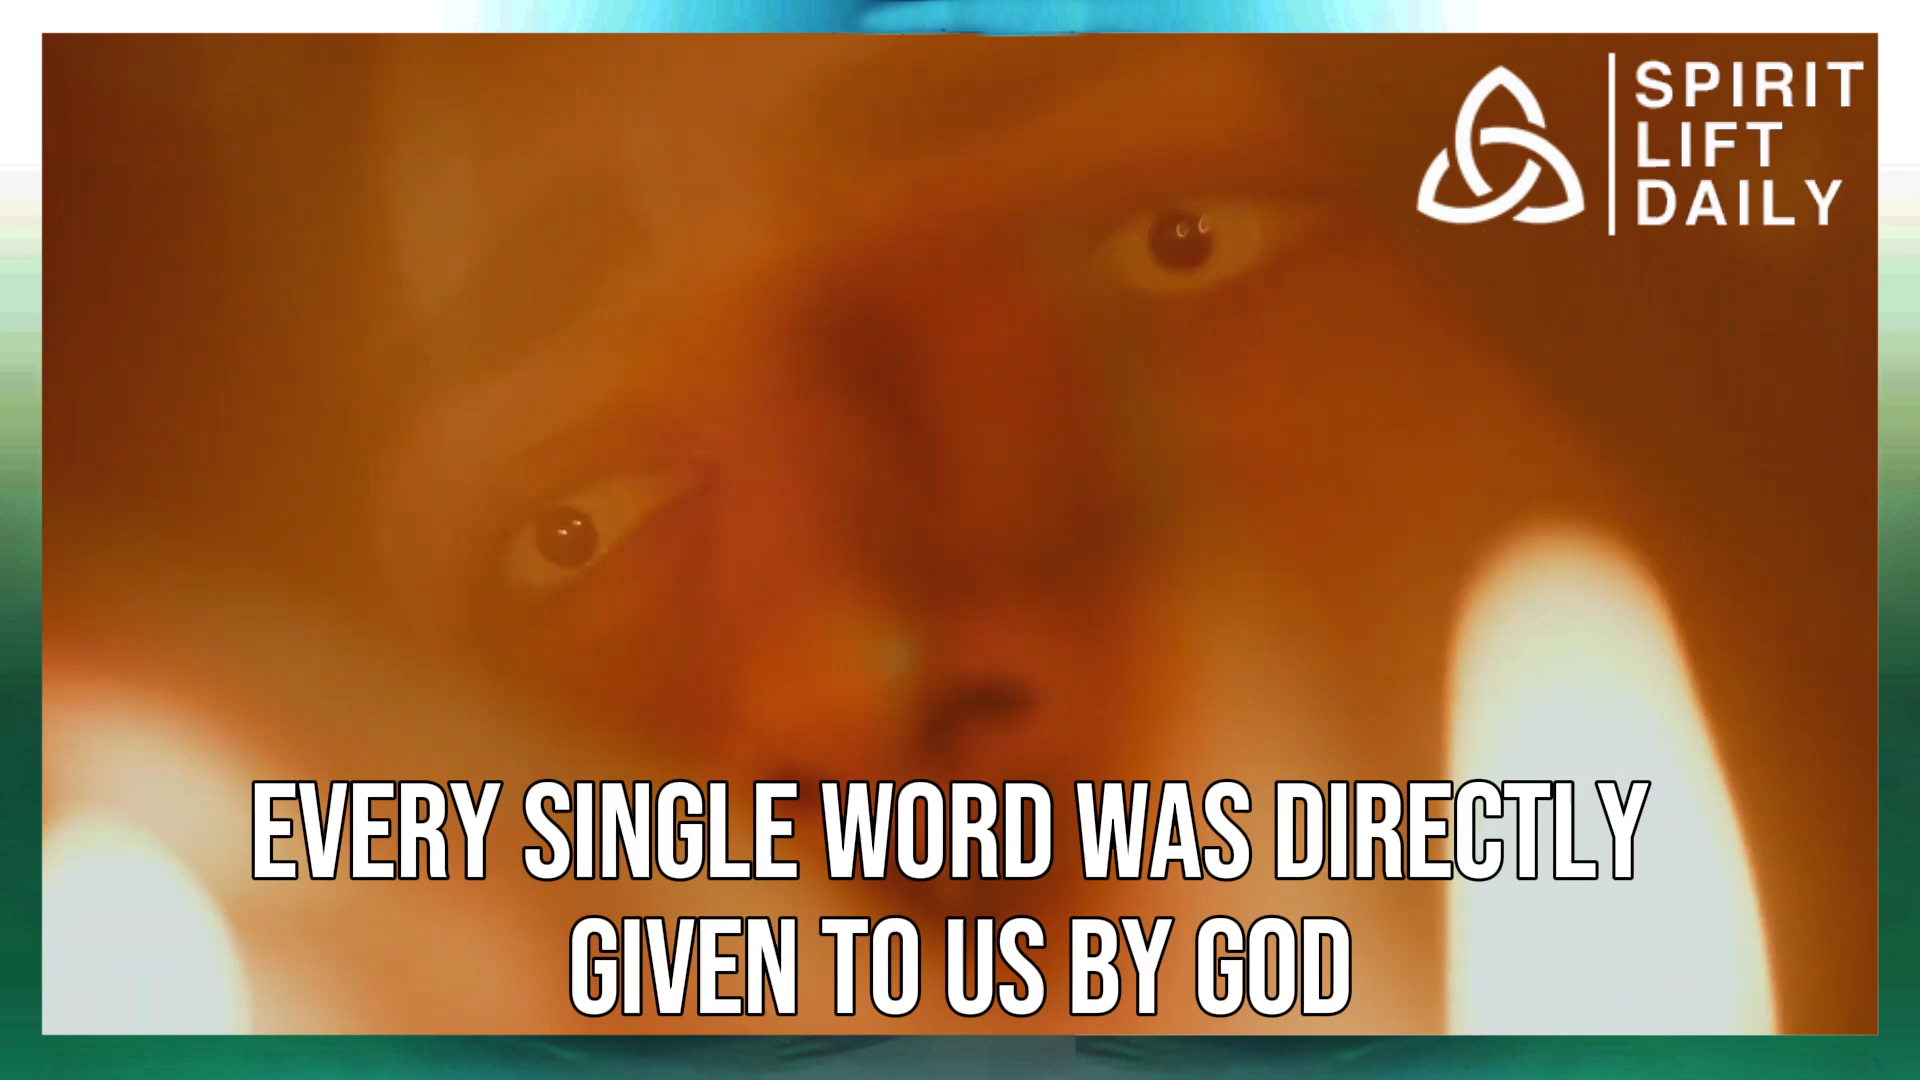 SPIRIT
LIFT
DAILY
EVERY SINGLE WORD WAS DIRECTLY
GIVEN TO US BY GOD